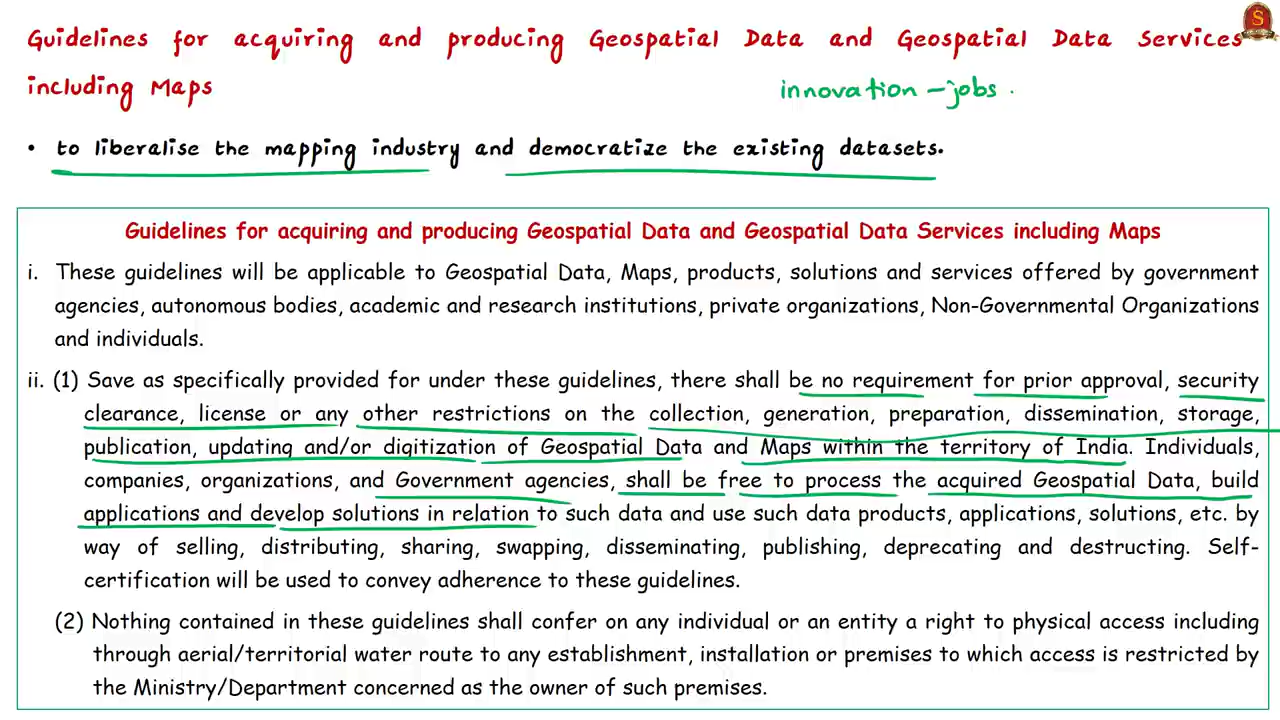 Guidelines for acquiring and producing Geospatial Data and Geospatial Data Services
including Maps
innovation – jobs .
• to liberalise the mapping industry and democratize the existing datasets.
Guidelines for acquiring and producing Geospatial Data and Geospatial Data Services including Maps
i. These guidelines will be applicable to Geospatial Data, Maps, products, solutions and services offered by government
agencies, autonomous bodies, academic and research institutions, private organizations, Non-Governmental Organizations
and individuals.
ii. (1) Save as specifically provided for under these guidelines, there shall be no requirement for prior approval, security
clearance, license or any other restrictions on the collection, generation, preparation, dissemination, storage,
publication, updating and/or digitization of Geospatial Data and Maps within the territory of India. Individuals,
companies, organizations, and Government agencies, shall be free to process the acquired Geospatial Data, build
applications and develop solutions in relation to such data and use such data products, applications, solutions, etc. by
way of selling, distributing, sharing, swapping, disseminating, publishing, deprecating and destructing. Self-
certification will be used to convey adherence to these guidelines.
(2) Nothing contained in these guidelines shall confer on any individual or an entity a right to physical access including
through aerial/territorial water route to any establishment, installation or premises to which access is restricted by
the Ministry/Department concerned as the owner of such premises.